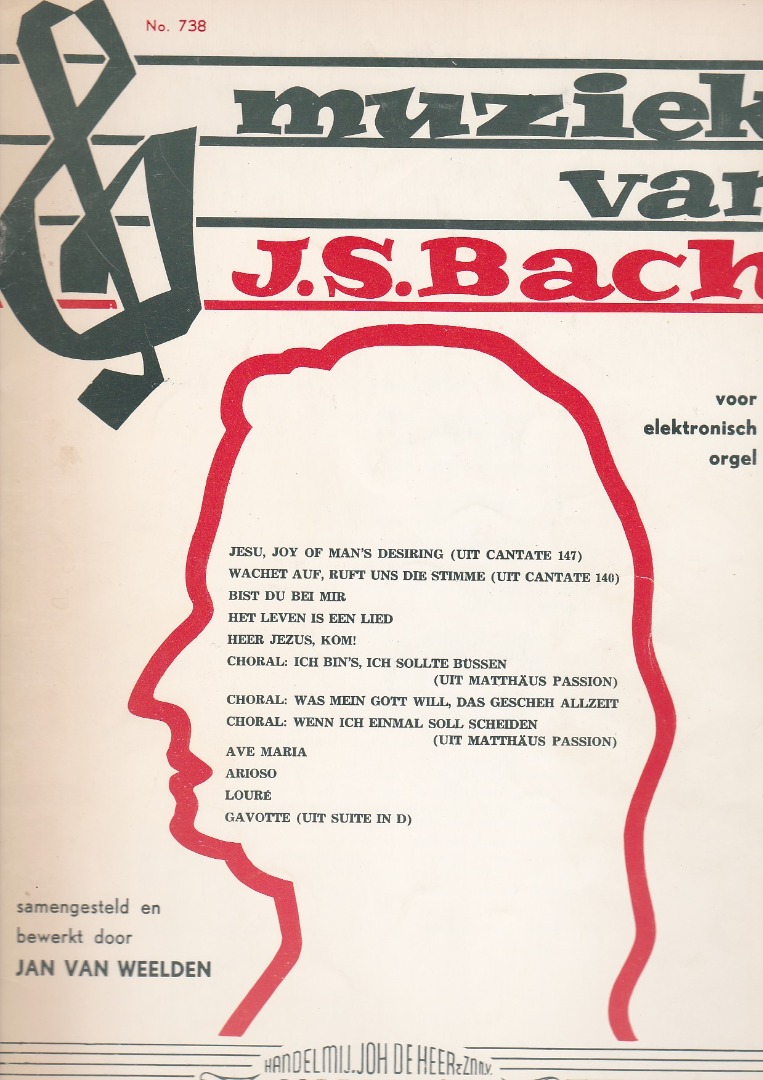 No. 738
muziek
van
J.S. Bach
voor
elektronisch
orgel
JESU, JOY OF MAN'S DESIRING (UIT CANTATE 147)
WACHET AUF, RUFT UNS DIE STIMME (UIT CANTATE 140)
BIST DU BEI MIR
HET LEVEN IS EEN LIED
HEER JEZUS, KOM!
CHORAL: ICH BIN'S, ICH SOLLTE BÜSSEN
(UIT MATTHÄUS PASSION)
CHORAL: WAS MEIN GOTT WILL, DAS GESCHEH ALLZEIT
CHORAL: WENN ICH EINMAL SOLL SCHEIDEN
(UIT MATTHÄUS PASSION)
AVE MARIA
ARIOSO
LOURÉ
GAVOTTE (UIT SUITE IN D)
samengesteld en
bewerkt door
JAN VAN WEELDEN
HANDELMIJ. JOH DE HEER & ZN N.V.